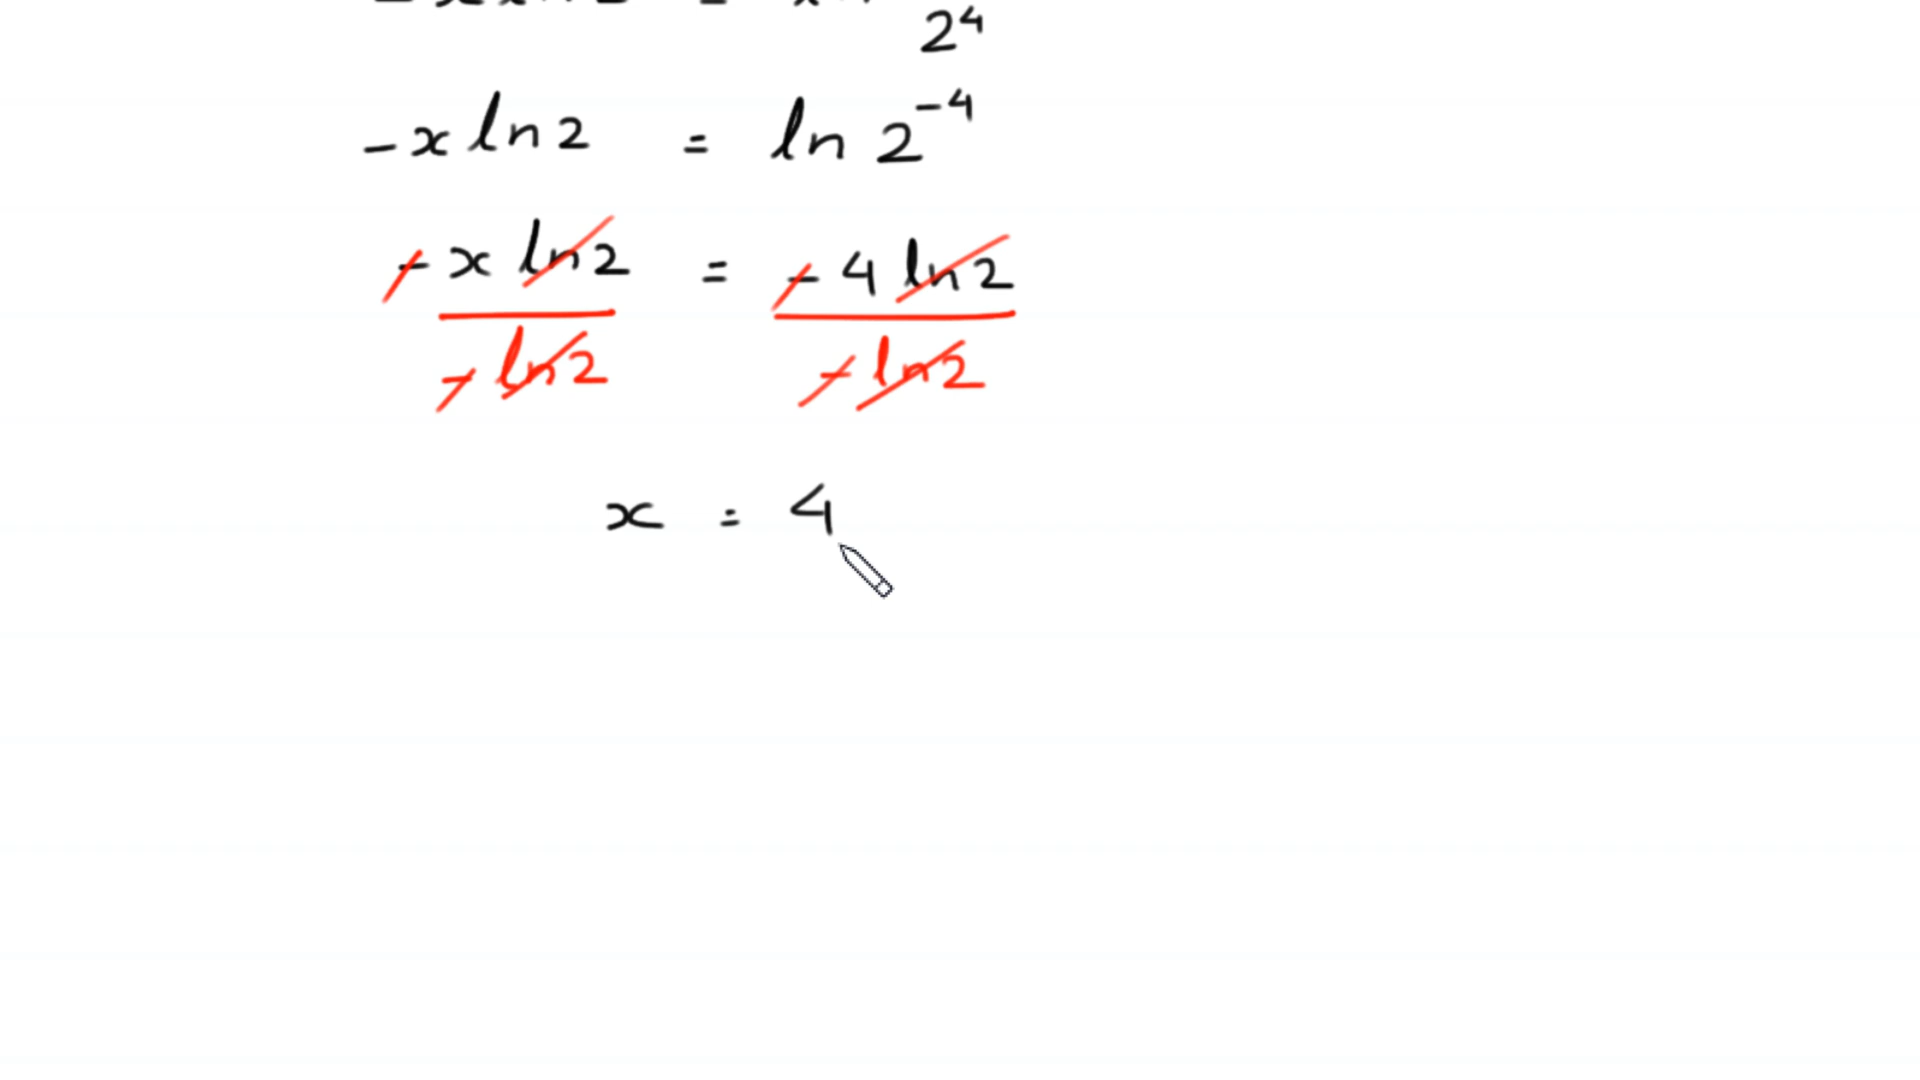 2⁴
-x ln 2 = ln 2⁻⁴
-x ln 2 = -4 ln 2
-ln 2 -ln 2
x = 4